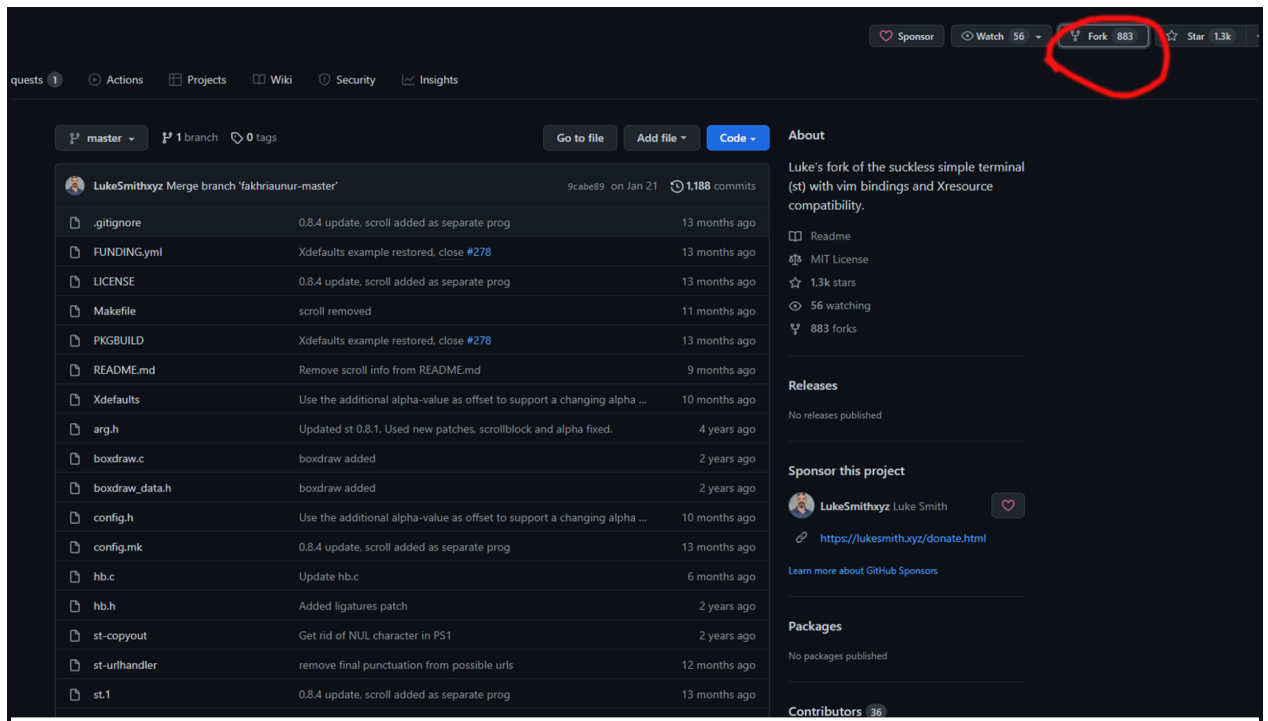 Sponsor Watch 56 Fork 883 Star 1.3k
quests 1 Actions Projects Wiki Security Insights
master 1 branch 0 tags Go to file Add file Code
LukeSmithxyz Merge branch 'fakhriaunur-master' 9cabe89 on Jan 21 1,188 commits
.gitignore 0.8.4 update, scroll added as separate prog 13 months ago
FUNDING.yml Xdefaults example restored, close #278 13 months ago
LICENSE 0.8.4 update, scroll added as separate prog 13 months ago
Makefile scroll removed 11 months ago
PKGBUILD Xdefaults example restored, close #278 13 months ago
README.md Remove scroll info from README.md 9 months ago
Xdefaults Use the additional alpha-value as offset to support a changing alpha ... 10 months ago
arg.h Updated st 0.8.1. Used new patches, scrollblock and alpha fixed. 4 years ago
boxdraw.c boxdraw added 2 years ago
boxdraw_data.h boxdraw added 2 years ago
config.h Use the additional alpha-value as offset to support a changing alpha ... 10 months ago
config.mk 0.8.4 update, scroll added as separate prog 13 months ago
hb.c Update hb.c 6 months ago
hb.h Added ligatures patch 2 years ago
st-copyout Get rid of NUL character in PS1 2 years ago
st-urlhandler remove final punctuation from possible urls 12 months ago
st.1 0.8.4 update, scroll added as separate prog 13 months ago
About
Luke's fork of the suckless simple terminal
(st) with vim bindings and Xresource
compatibility.
Readme
MIT License
1.3k stars
56 watching
883 forks
Releases
No releases published
Sponsor this project
LukeSmithxyz Luke Smith
https://lukesmith.xyz/donate.html
Learn more about GitHub Sponsors
Packages
No packages published
Contributors 36